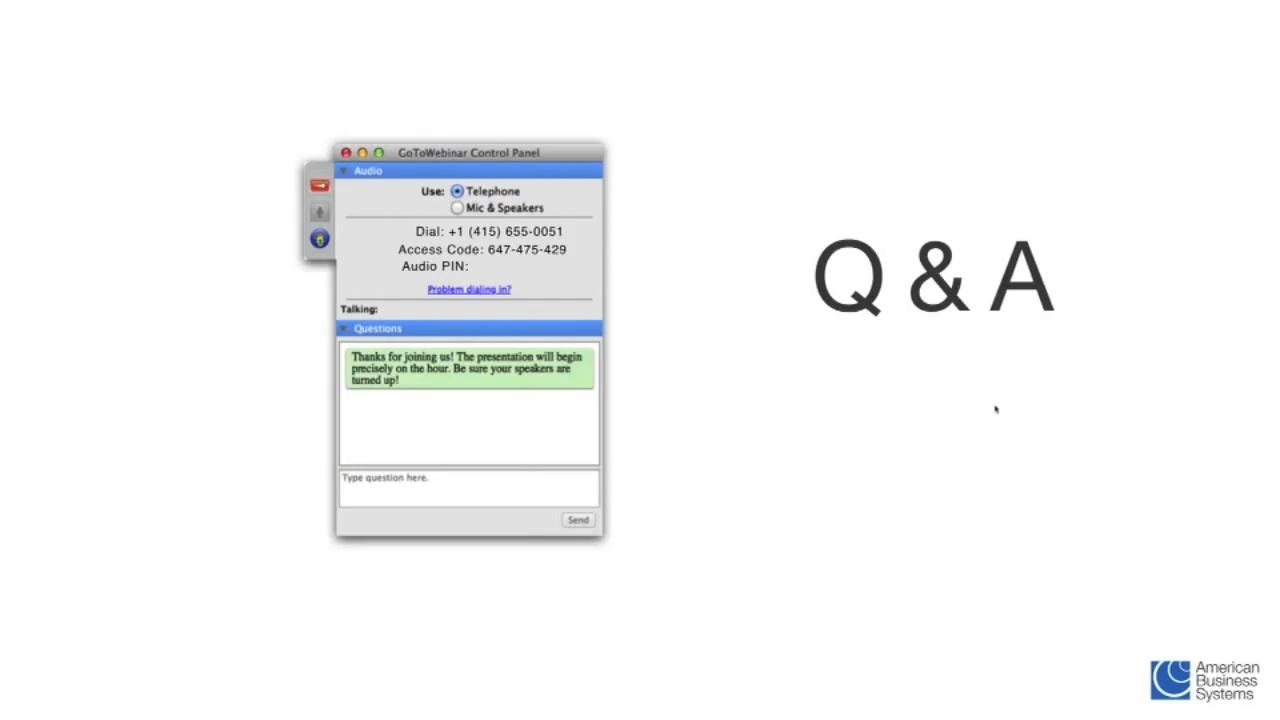 GoToWebinar Control Panel
Audio
Use: Telephone
Mic & Speakers
Dial: +1 (415) 655-0051
Access Code: 647-475-429
Audio PIN:
Problem dialing in?
Talking:
Questions
Thanks for joining us! The presentation will begin
precisely on the hour. Be sure your speakers are
turned up!
Type question here.
Send
Q & A
American
Business
Systems